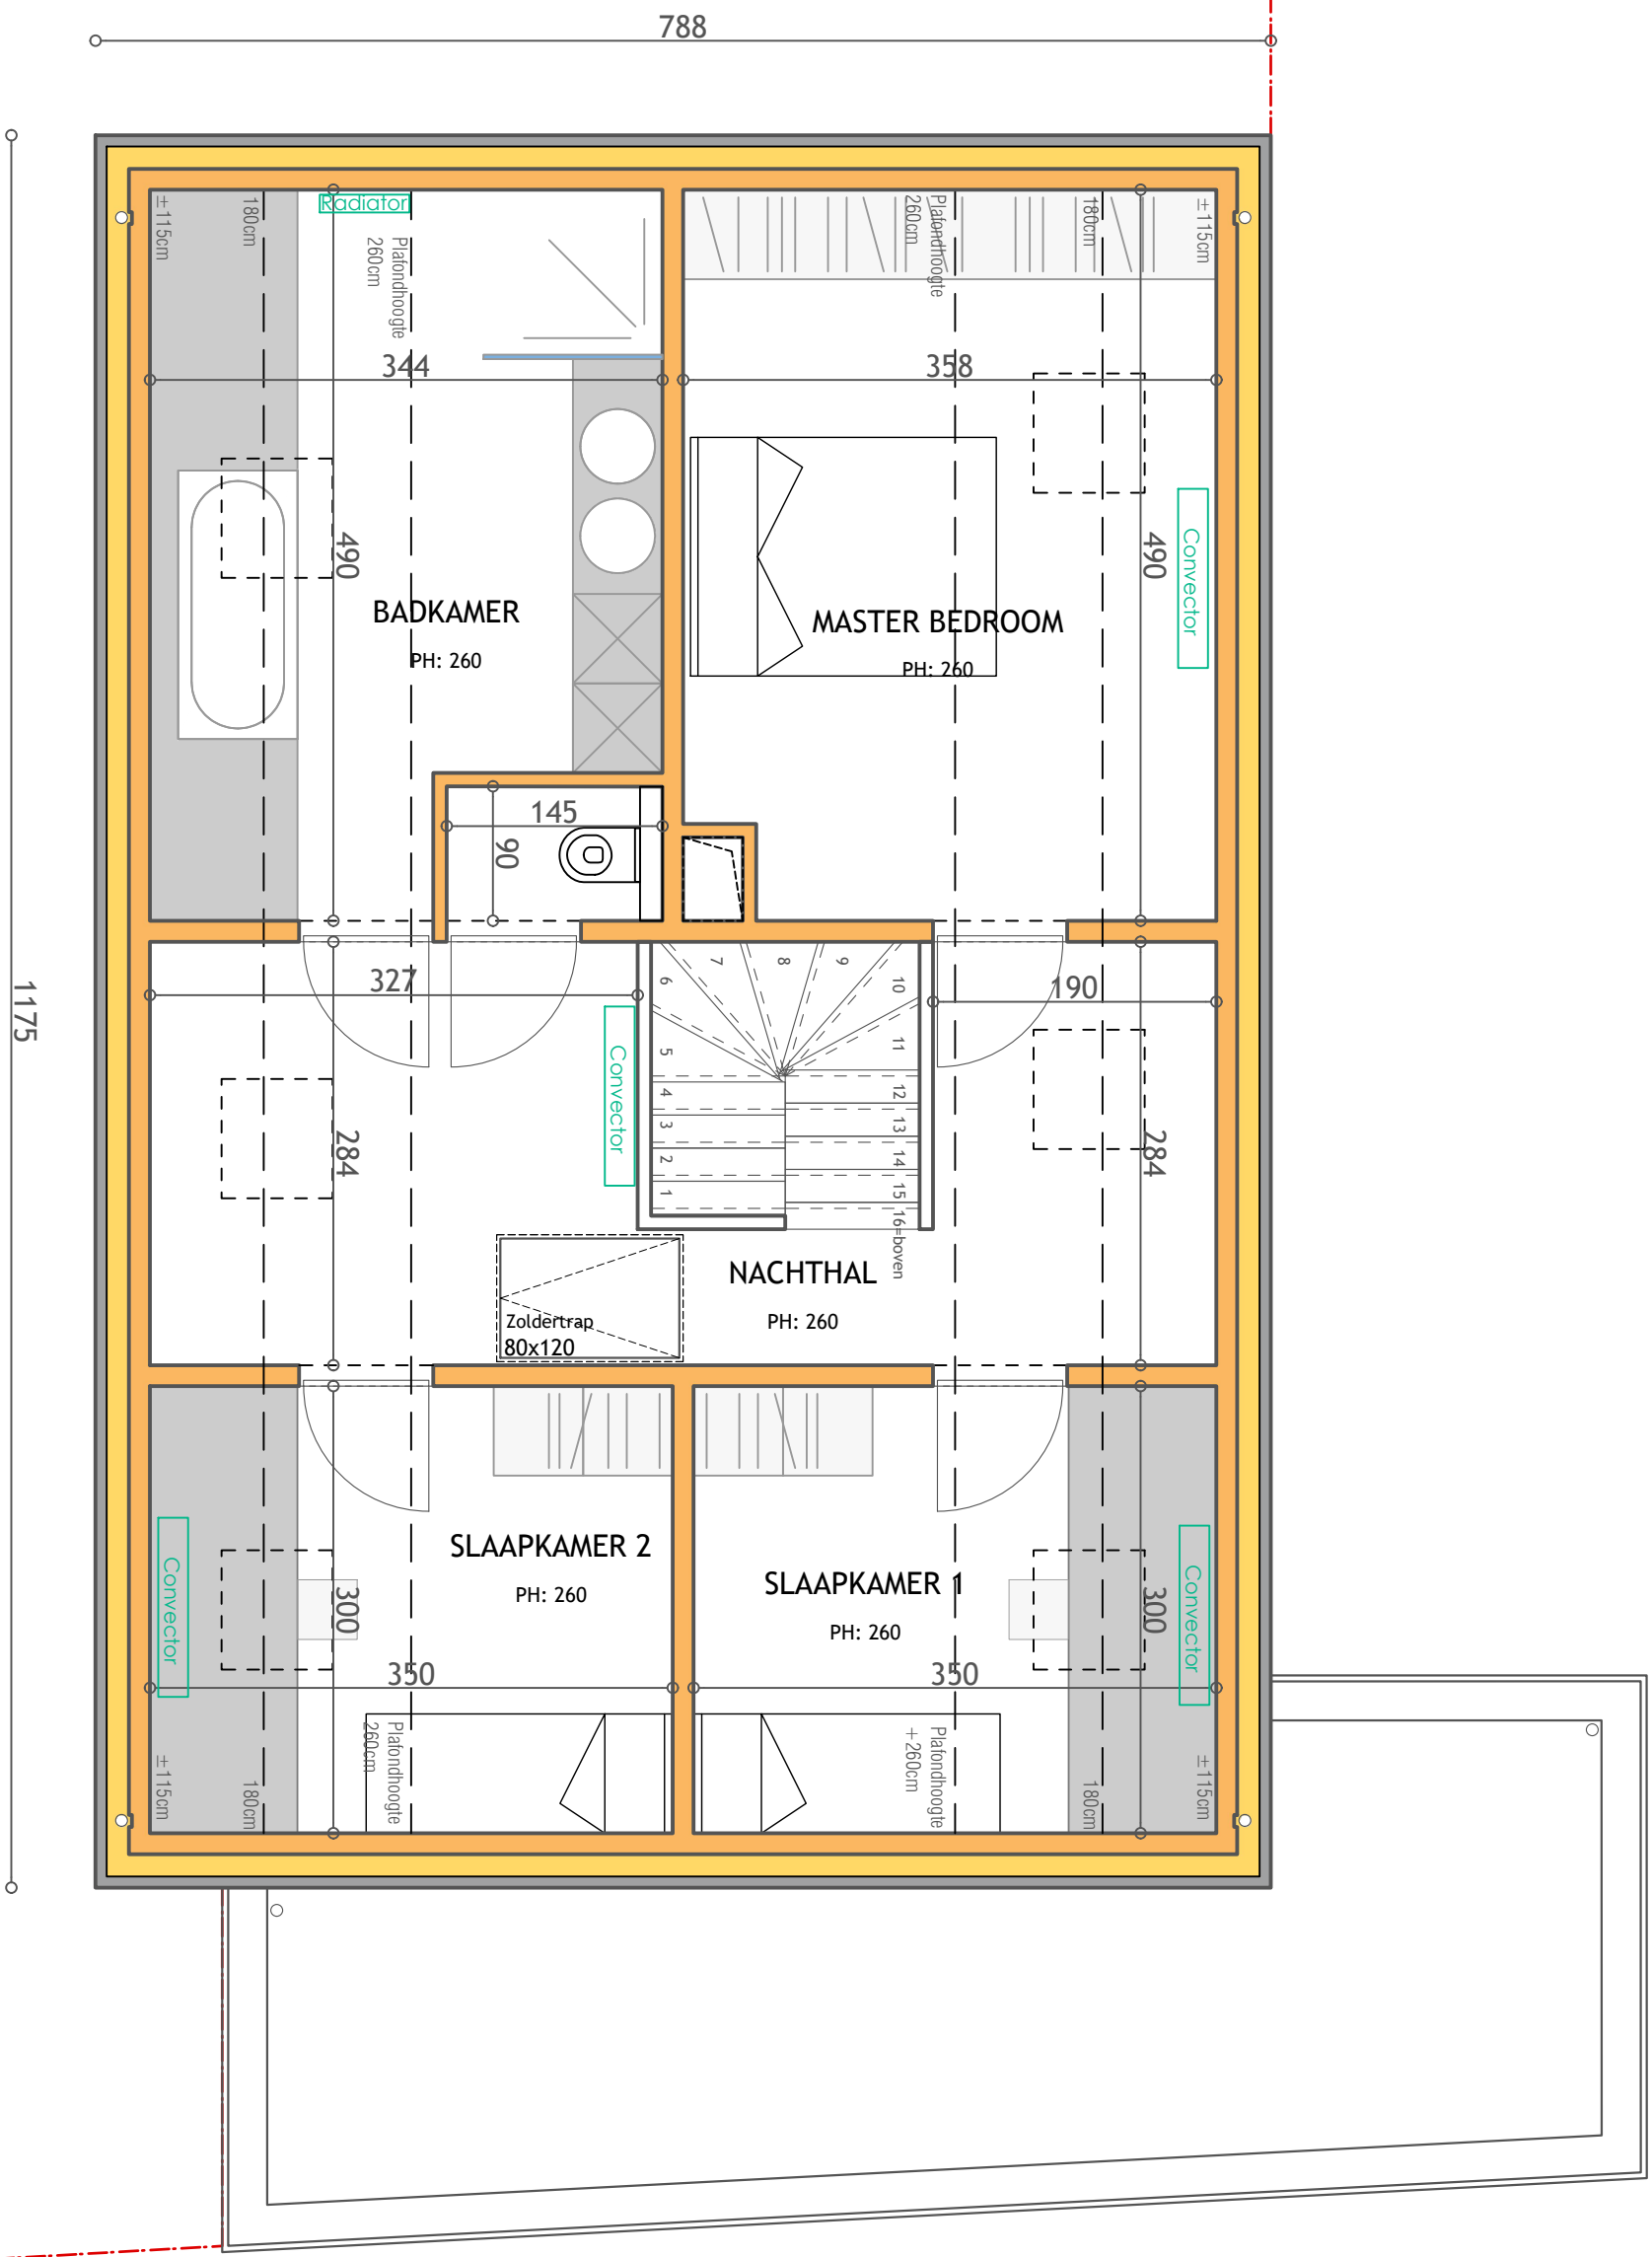 788
1175
±115cm
180cm
Radiator
Plafondhoogte
260cm
Plafondhoogte
260cm
180cm
±115cm
344
358
490
490
Convector
BADKAMER
PH: 260
MASTER BEDROOM
PH: 260
145
90
327
190
7
8
9
6
10
5
11
4
12
3
13
2
14
1
15
16=boven
Convector
284
284
NACHTHAL
PH: 260
Zoldertrap
80x120
SLAAPKAMER 2
PH: 260
SLAAPKAMER 1
PH: 260
Convector
Convector
300
300
350
350
±115cm
180cm
Plafondhoogte
260cm
Plafondhoogte
+260cm
180cm
±115cm